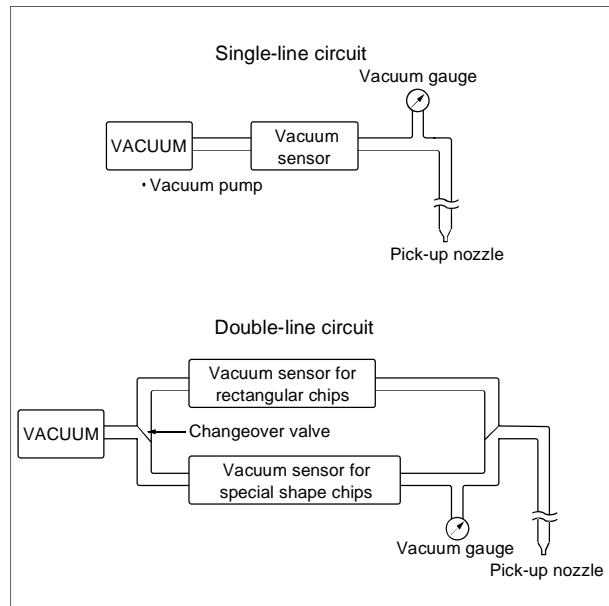 Single-line circuit
Vacuum gauge
VACUUM
Vacuum
sensor
・Vacuum pump
Pick-up nozzle
Double-line circuit
Vacuum sensor for
rectangular chips
VACUUM
Changeover valve
Vacuum sensor for
special shape chips
Vacuum gauge
Pick-up nozzle